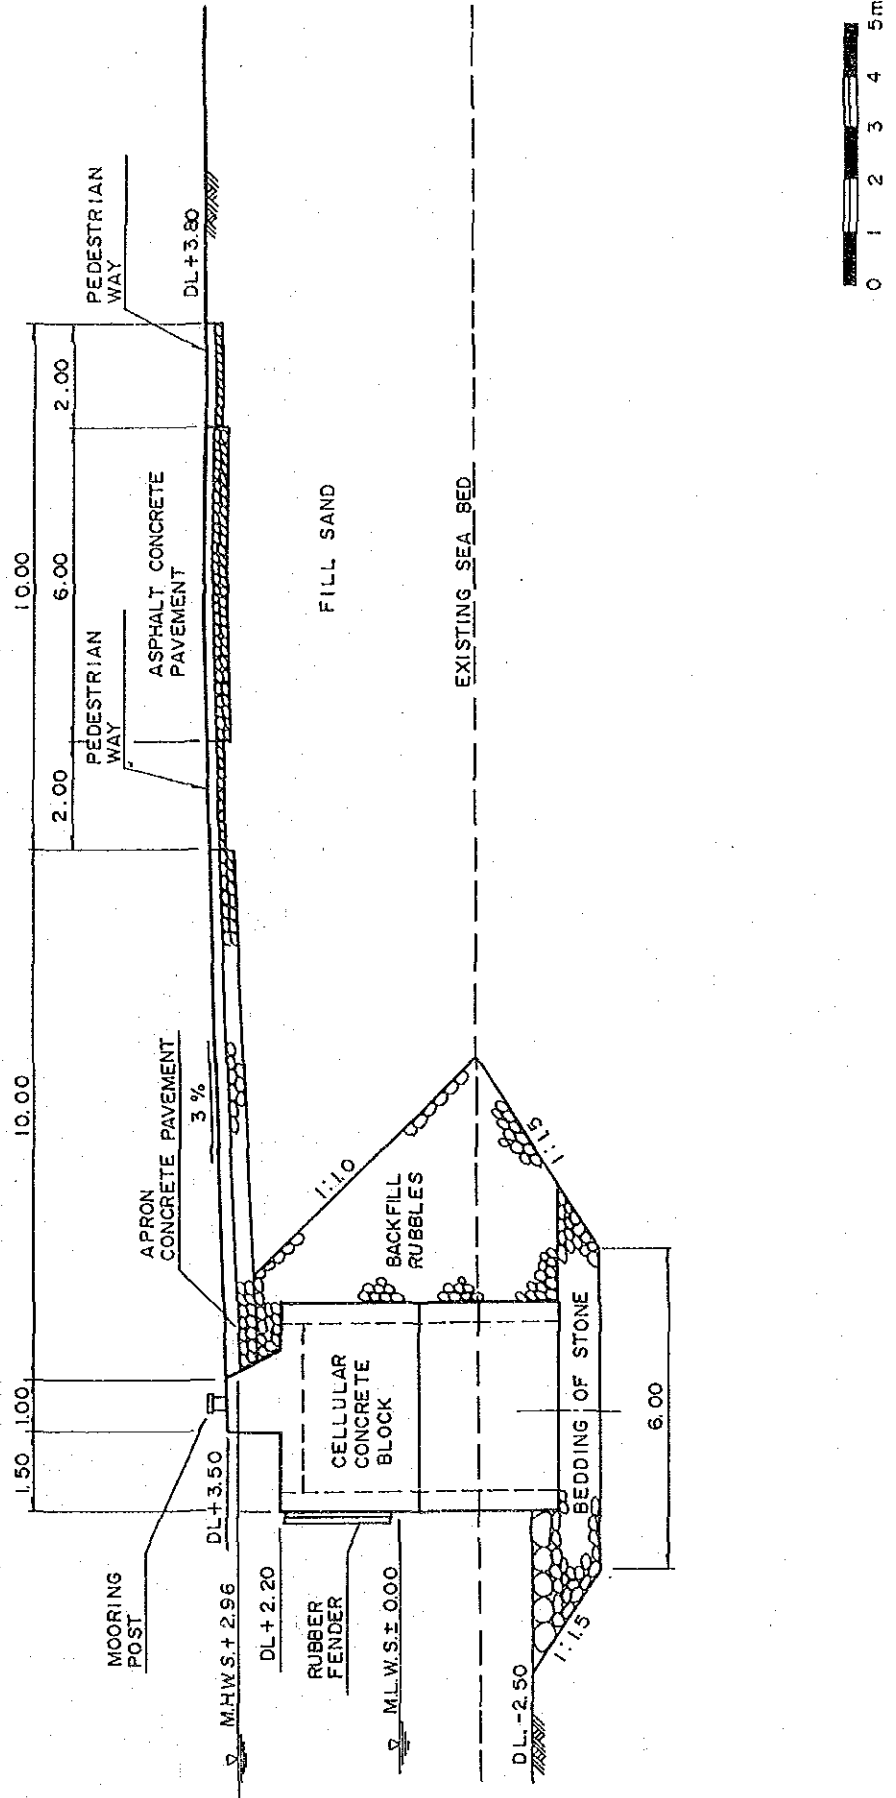 1.50
1.00
10.00
10.00
2.00
6.00
2.00
MOORING
POST
APRON
CONCRETE PAVEMENT
3 %
PEDESTRIAN
WAY
ASPHALT CONCRETE
PAVEMENT
PEDESTRIAN
WAY
DL+3.80
DL+3.50
M.H.W.S.+ 2.96
DL+ 2.20
RUBBER
FENDER
M.L.W.S.± 0.00
DL.-2.50
CELLULAR
CONCRETE
BLOCK
BACKFILL
RUBBLES
1:1.0
1:1.5
FILL SAND
EXISTING SEA BED
BEDDING OF STONE
1:1.5
6.00
0 1 2 3 4 5m